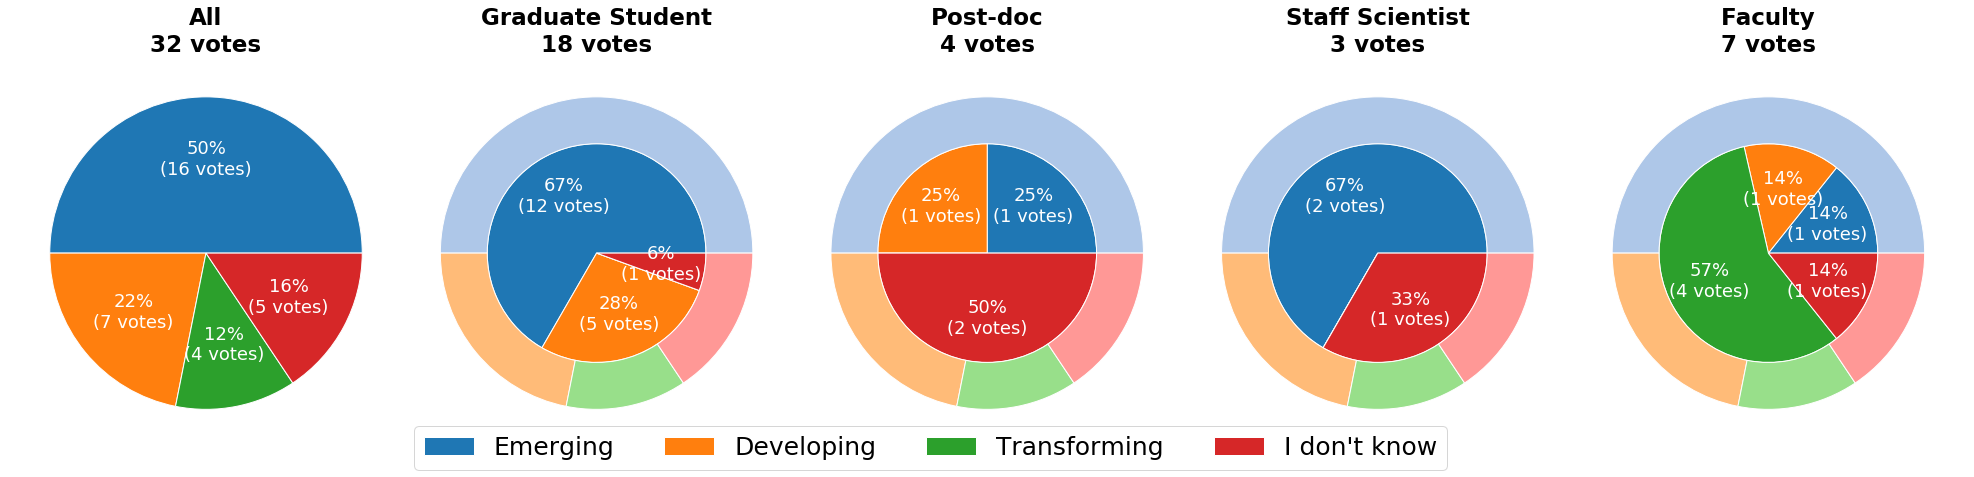 All
32 votes
50%
(16 votes)
22%
(7 votes)
12%
(4 votes)
16%
(5 votes)
Graduate Student
18 votes
67%
(12 votes)
6%
(1 votes)
28%
(5 votes)
Post-doc
4 votes
25%
(1 votes)
25%
(1 votes)
50%
(2 votes)
Staff Scientist
3 votes
67%
(2 votes)
33%
(1 votes)
Faculty
7 votes
14%
(1 votes)
14%
(1 votes)
57%
(4 votes)
14%
(1 votes)
Emerging
Developing
Transforming
I don't know